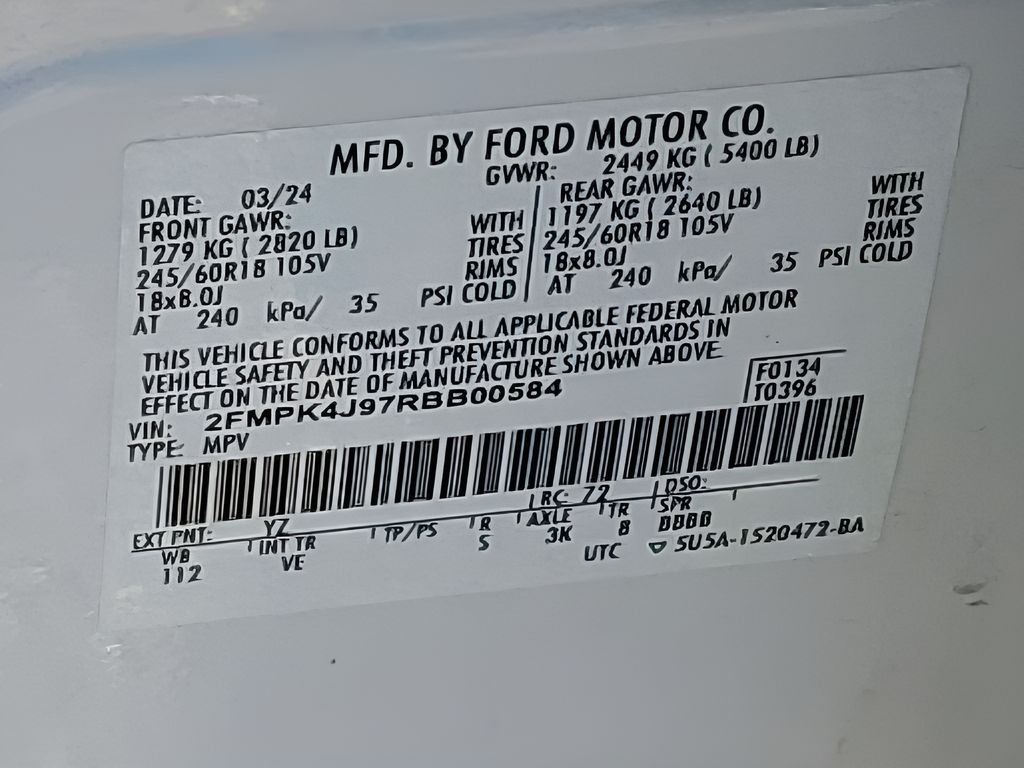 MFD. BY FORD MOTOR CO.
DATE: 03/24
GVWR: 2449 KG ( 5400 LB)
FRONT GAWR:
1279 KG ( 2820 LB) WITH
245/60R18 105V TIRES
18x8.0J RIMS
AT 240 kPa/ 35 PSI COLD
REAR GAWR:
1197 KG ( 2640 LB) WITH
245/60R18 105V TIRES
18x8.0J RIMS
AT 240 kPa/ 35 PSI COLD
THIS VEHICLE CONFORMS TO ALL APPLICABLE FEDERAL MOTOR
VEHICLE SAFETY AND THEFT PREVENTION STANDARDS IN
EFFECT ON THE DATE OF MANUFACTURE SHOWN ABOVE
VIN: 2FMPK4J97RBB00584
TYPE: MPV
F0134
T0396
EXT PNT: YZ RC: 72 DSO:
WB INT TR TP/PS R AXLE TR SPR
112 VE S 3K 8 BBBB
UTC 5U5A-1520472-BA